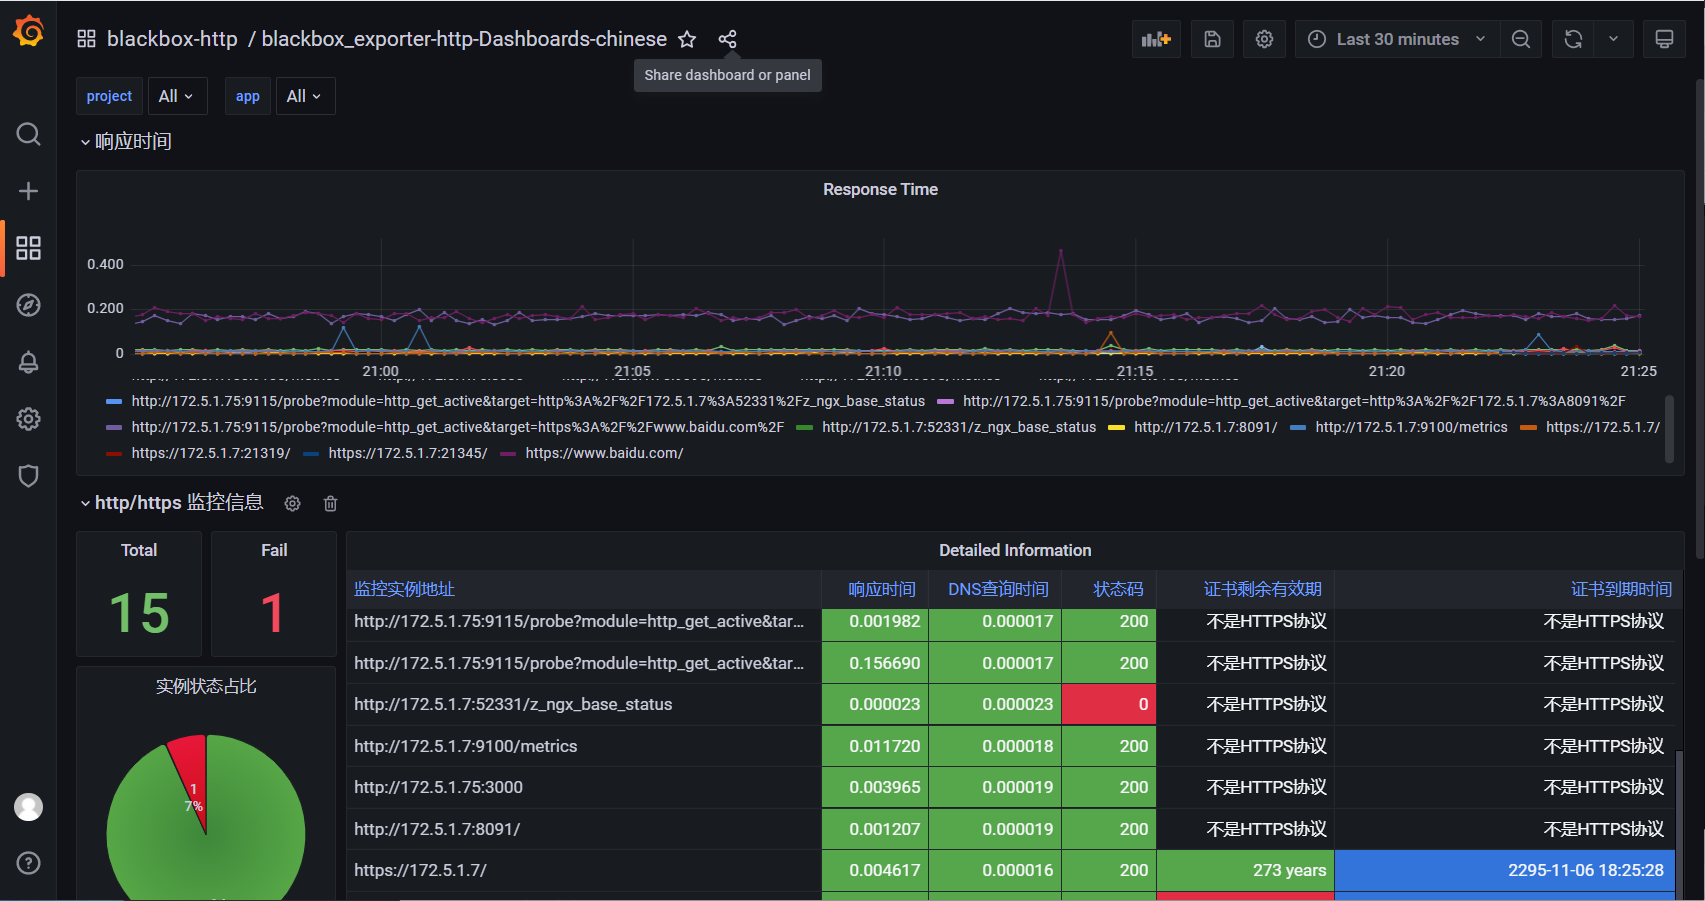 blackbox-http / blackbox_exporter-http-Dashboards-chinese
Last 30 minutes
Share dashboard or panel
project All app All
响应时间
Response Time
0.400
0.200
0
21:00 21:05 21:10 21:15 21:20 21:25
http://172.5.1.75:9115/probe?module=http_get_active&target=http%3A%2F%2F172.5.1.7%3A52331%2Fz_ngx_base_status http://172.5.1.75:9115/probe?module=http_get_active&target=http%3A%2F%2F172.5.1.7%3A8091%2F
http://172.5.1.75:9115/probe?module=http_get_active&target=https%3A%2F%2Fwww.baidu.com%2F http://172.5.1.7:52331/z_ngx_base_status http://172.5.1.7:8091/ http://172.5.1.7:9100/metrics https://172.5.1.7/
https://172.5.1.7:21319/ https://172.5.1.7:21345/ https://www.baidu.com/
http/https 监控信息
Total
15
Fail
1
实例状态占比
1
7%
Detailed Information
监控实例地址 响应时间 DNS查询时间 状态码 证书剩余有效期 证书到期时间
http://172.5.1.75:9115/probe?module=http_get_active&tar... 0.001982 0.000017 200 不是HTTPS协议 不是HTTPS协议
http://172.5.1.75:9115/probe?module=http_get_active&tar... 0.156690 0.000017 200 不是HTTPS协议 不是HTTPS协议
http://172.5.1.7:52331/z_ngx_base_status 0.000023 0.000023 0 不是HTTPS协议 不是HTTPS协议
http://172.5.1.7:9100/metrics 0.011720 0.000018 200 不是HTTPS协议 不是HTTPS协议
http://172.5.1.75:3000 0.003965 0.000019 200 不是HTTPS协议 不是HTTPS协议
http://172.5.1.7:8091/ 0.001207 0.000019 200 不是HTTPS协议 不是HTTPS协议
https://172.5.1.7/ 0.004617 0.000016 200 273 years 2295-11-06 18:25:28